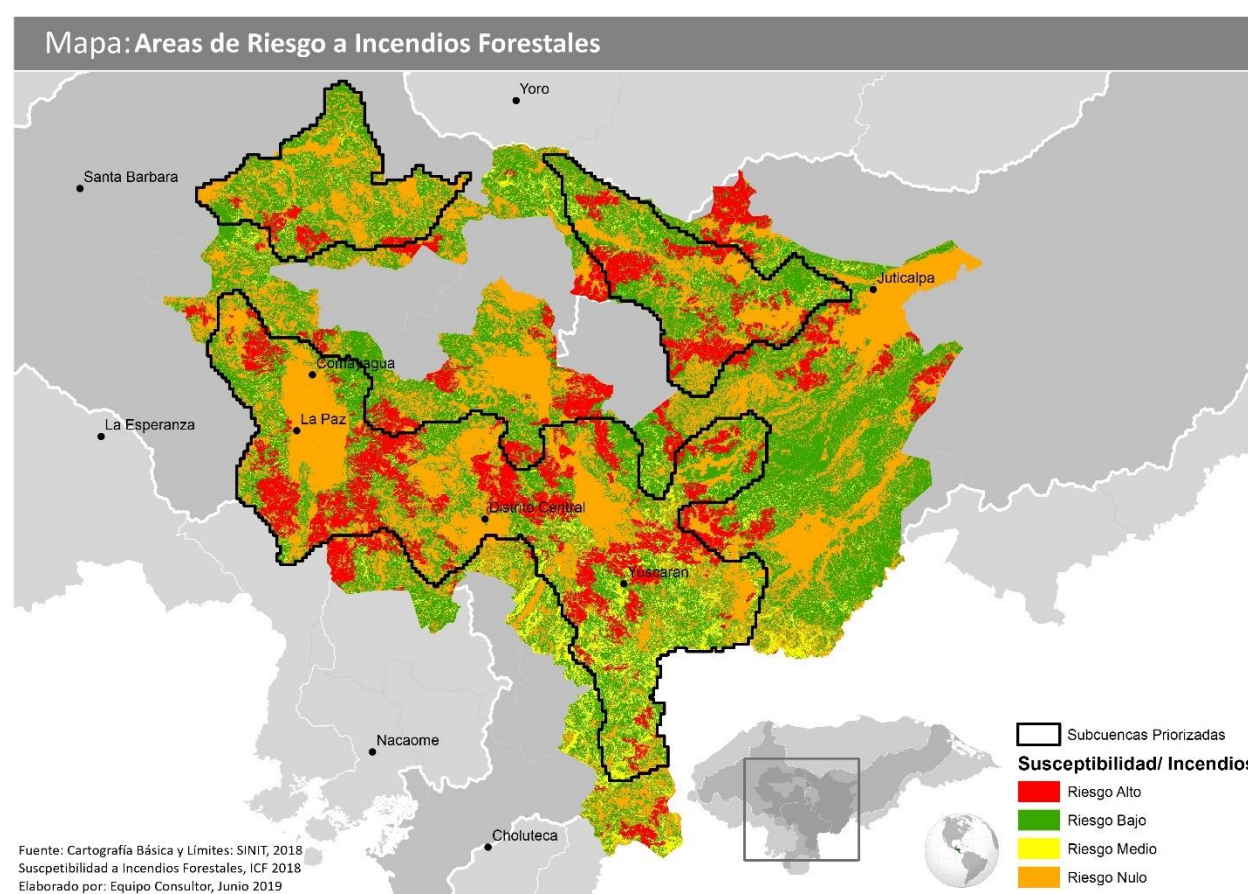 Mapa: Areas de Riesgo a Incendios Forestales
Yoro
Santa Barbara
Juticalpa
Comayagua
La Paz
La Esperanza
Distrito Central
Yuscaran
Nacaome
Choluteca
Subcuencas Priorizadas
Susceptibilidad/ Incendios
Riesgo Alto
Riesgo Bajo
Riesgo Medio
Riesgo Nulo
Fuente: Cartografía Básica y Límites: SINIT, 2018
Suscpetibilidad a Incendios Forestales, ICF 2018
Elaborado por: Equipo Consultor, Junio 2019